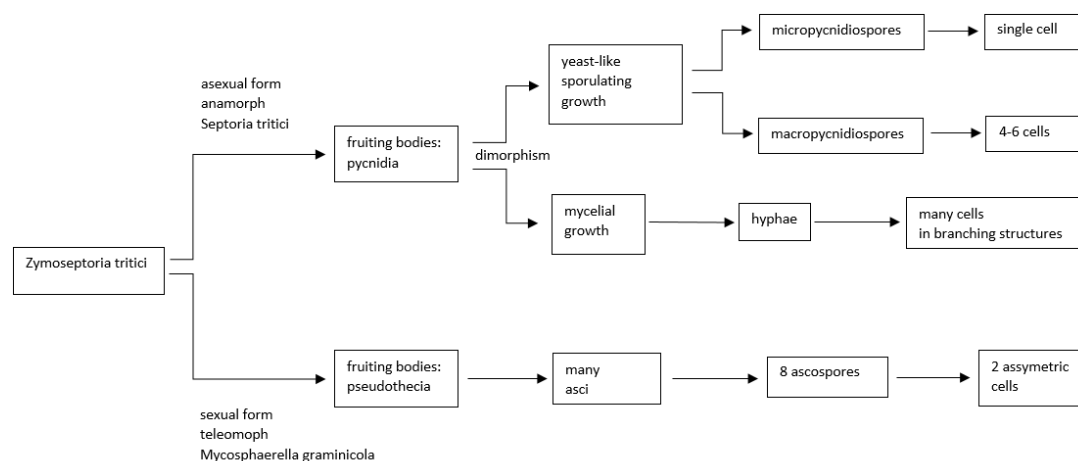 micropycnidiospores
single cell
yeast-like
sporulating
growth
asexual form
anamorph
Septoria tritici
macropycnidiospores
4-6 cells
fruiting bodies:
pycnidia
dimorphism
mycelial
growth
hyphae
many cells
in branching structures
Zymoseptoria tritici
fruiting bodies:
pseudothecia
many
asci
8 ascospores
2 assymetric
cells
sexual form
teleomoph
Mycosphaerella graminicola